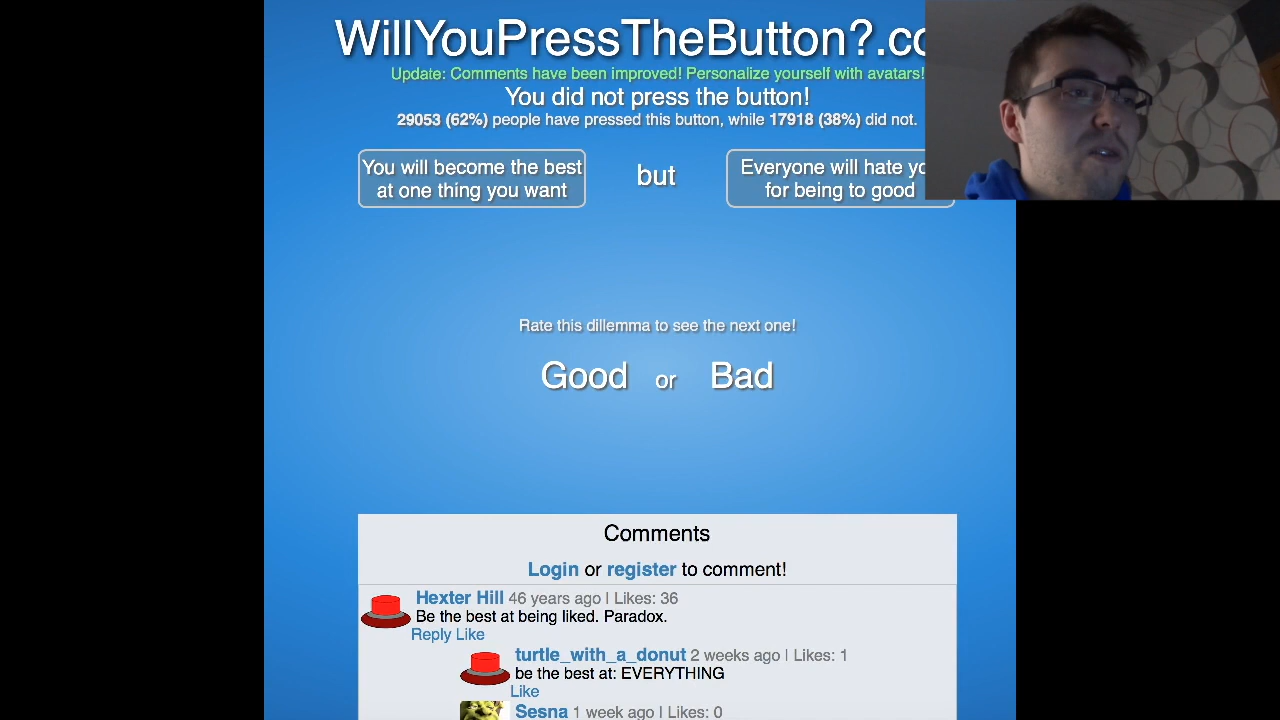 WillYouPressTheButton?.co
Update: Comments have been improved! Personalize yourself with avatars!
You did not press the button!
29053 (62%) people have pressed this button, while 17918 (38%) did not.
You will become the best
at one thing you want
but
Everyone will hate yo
for being to good
Rate this dillemma to see the next one!
Good or Bad
Comments
Login or register to comment!
Hexter Hill 46 years ago | Likes: 36
Be the best at being liked. Paradox.
Reply Like
turtle_with_a_donut 2 weeks ago | Likes: 1
be the best at: EVERYTHING
Like
Sesna 1 week ago | Likes: 0